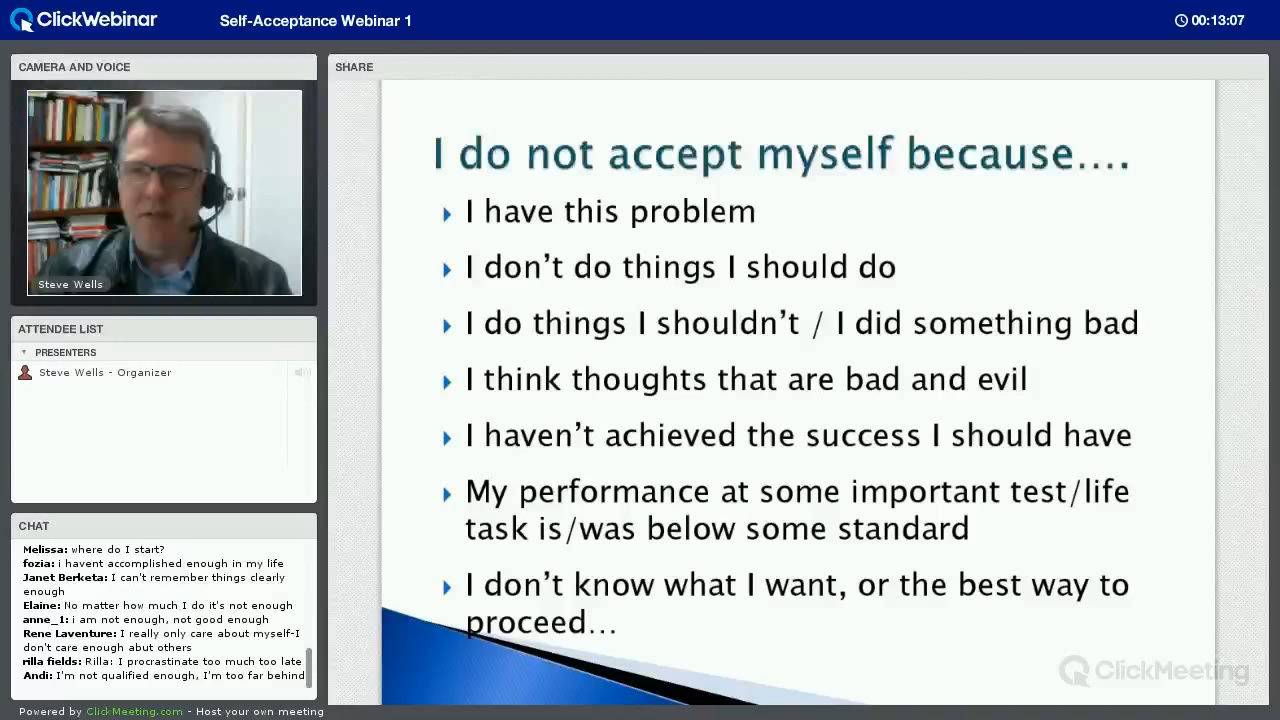 ClickWebinar
Self-Acceptance Webinar 1
00:13:07
CAMERA AND VOICE
Steve Wells
ATTENDEE LIST
PRESENTERS
Steve Wells - Organizer
CHAT
Melissa: where do I start?
fozia: i havent accomplished enough in my life
Janet Berketa: I can't remember things clearly
enough
Elaine: No matter how much I do it's not enough
anne_1: i am not enough, not good enough
Rene Laventure: I really only care about myself-I
don't care enough abut others
rilla fields: Rilla: I procrastinate too much too late
Andi: I'm not qualified enough, I'm too far behind
SHARE
I do not accept myself because....
I have this problem
I don't do things I should do
I do things I shouldn't / I did something bad
I think thoughts that are bad and evil
I haven't achieved the success I should have
My performance at some important test/life
task is/was below some standard
I don't know what I want, or the best way to
proceed...
ClickMeeting
Powered by ClickMeeting.com - Host your own meeting